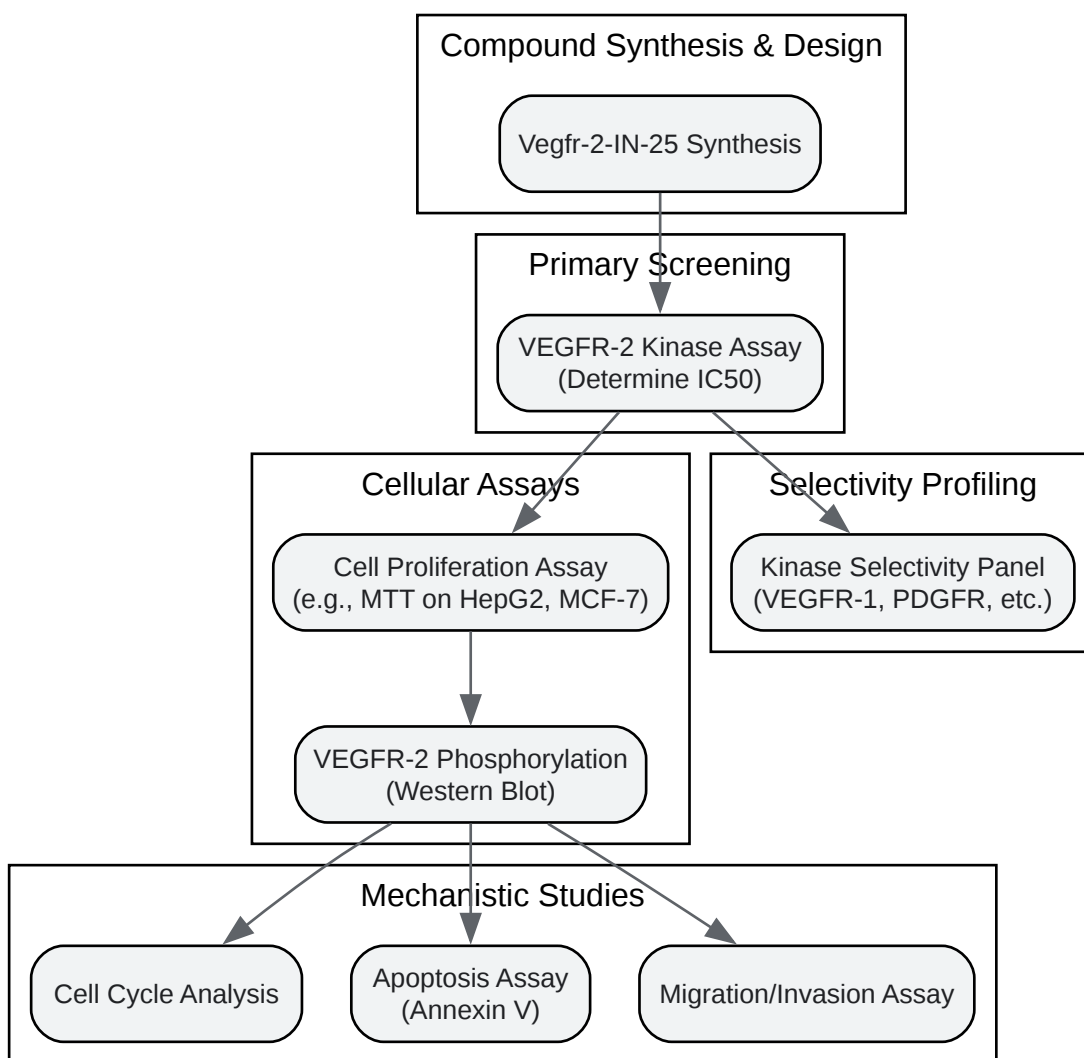 Compound Synthesis & Design
Vegfr-2-IN-25 Synthesis
Primary Screening
VEGFR-2 Kinase Assay
(Determine IC50)
Cellular Assays
Cell Proliferation Assay
(e.g., MTT on HepG2, MCF-7)
VEGFR-2 Phosphorylation
(Western Blot)
Selectivity Profiling
Kinase Selectivity Panel
(VEGFR-1, PDGFR, etc.)
Mechanistic Studies
Cell Cycle Analysis
Apoptosis Assay
(Annexin V)
Migration/Invasion Assay